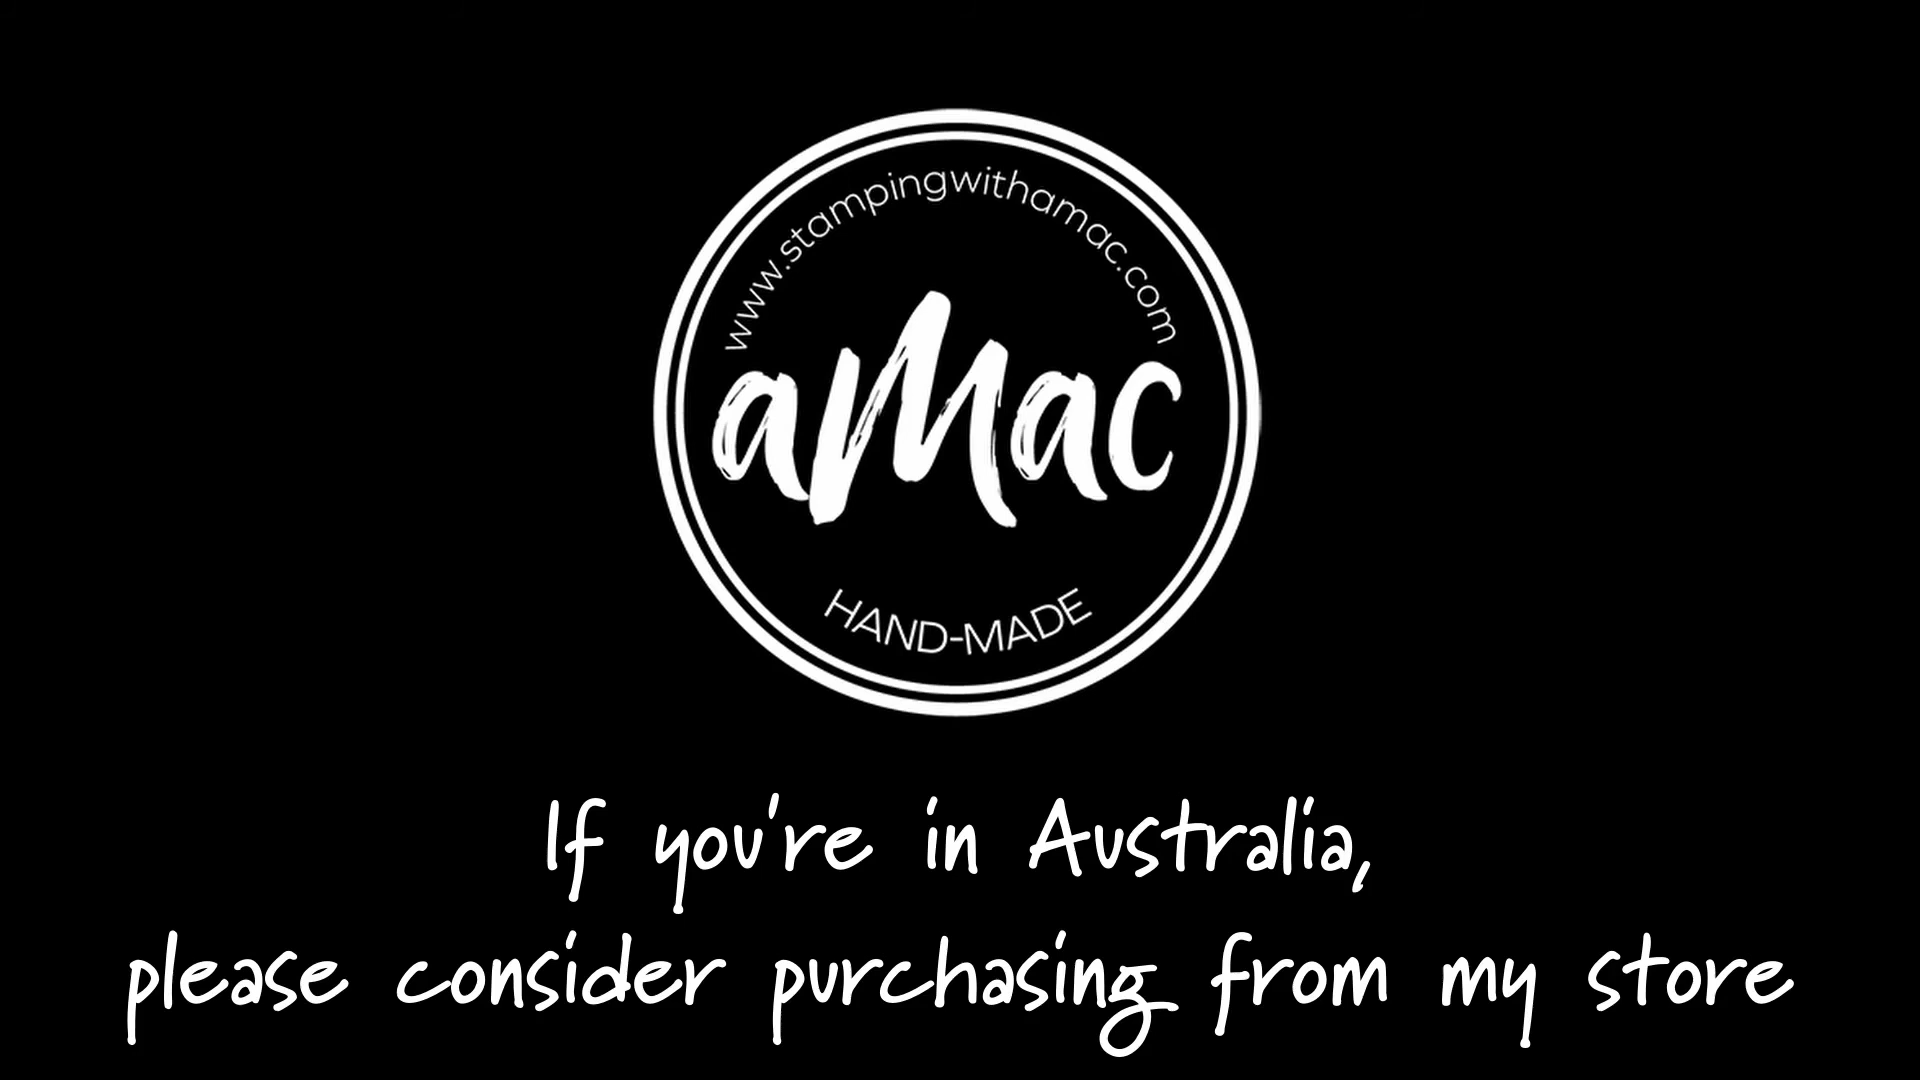 www.stampingwithamac.com
aMac
HAND-MADE
If you're in Australia,
please consider purchasing from my store